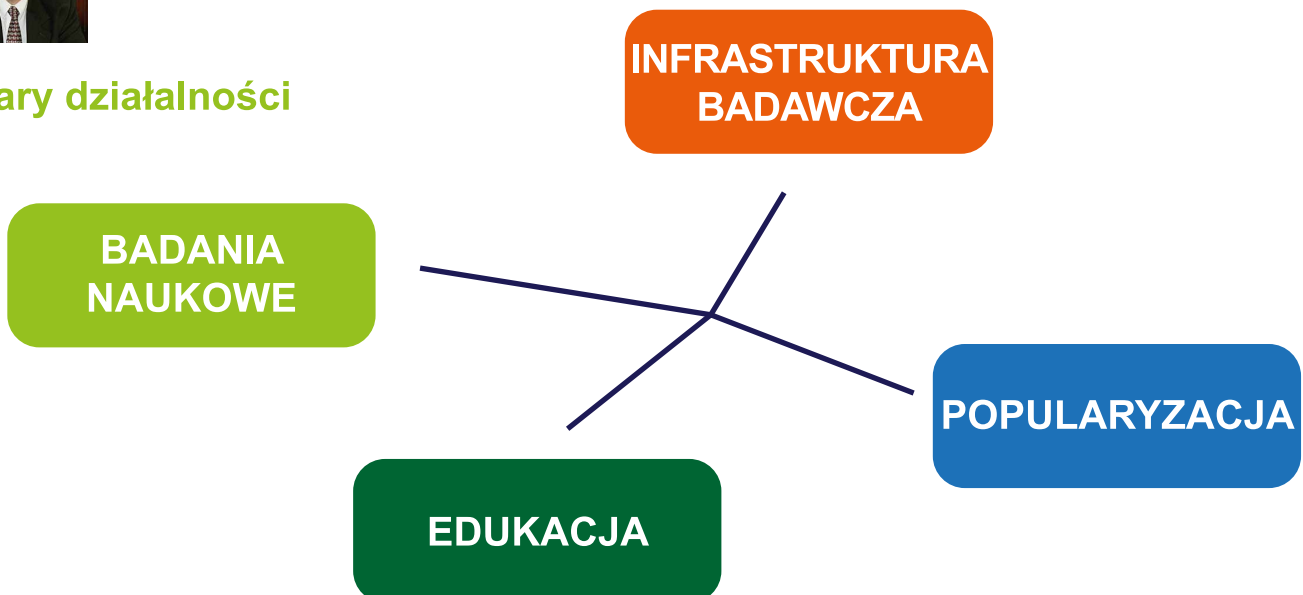 INFRASTRUKTURA
BADAWCZA
ary działalności
BADANIA
NAUKOWE
POPULARYZACJA
EDUKACJA